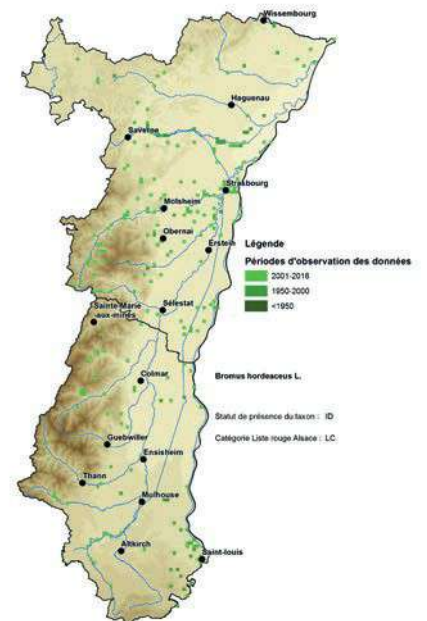 Wissembourg
Haguenau
Saverne
Strasbourg
Molsheim
Obernai
Erstein
Légende
Périodes d'observation des données
2001-2016
1950-2000
<1950
Sainte-Marie
-aux-mines
Sélestat
Bromus hordeaceus L.
Colmar
Statut de présence du taxon : ID
Catégorie Liste rouge Alsace : LC
Guebwiller
Ensisheim
Thann
Mulhouse
Altkirch
Saint-louis